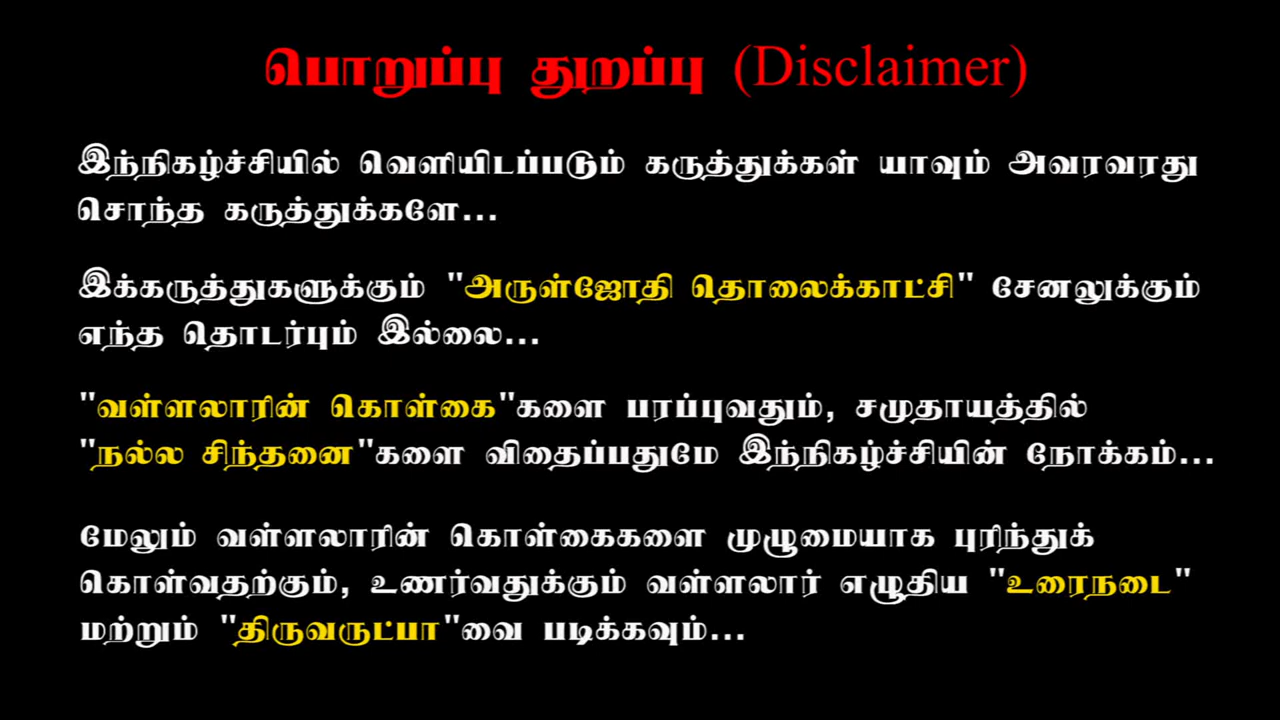 பொறுப்பு துறப்பு (Disclaimer)
இந்நிகழ்ச்சியில் வெளியிடப்படும் கருத்துக்கள் யாவும் அவரவரது
சொந்த கருத்துக்களே...
இக்கருத்துகளுக்கும் "அருள்ஜோதி தொலைக்காட்சி" சேனலுக்கும்
எந்த தொடர்பும் இல்லை...
"வள்ளலாரின் கொள்கை"களை பரப்புவதும், சமுதாயத்தில்
"நல்ல சிந்தனை"களை விதைப்பதுமே இந்நிகழ்ச்சியின் நோக்கம்...
மேலும் வள்ளலாரின் கொள்கைகளை முழுமையாக புரிந்துக்
கொள்வதற்கும், உணர்வதுக்கும் வள்ளலார் எழுதிய "உரைநடை"
மற்றும் "திருவருட்பா"வை படிக்கவும்...